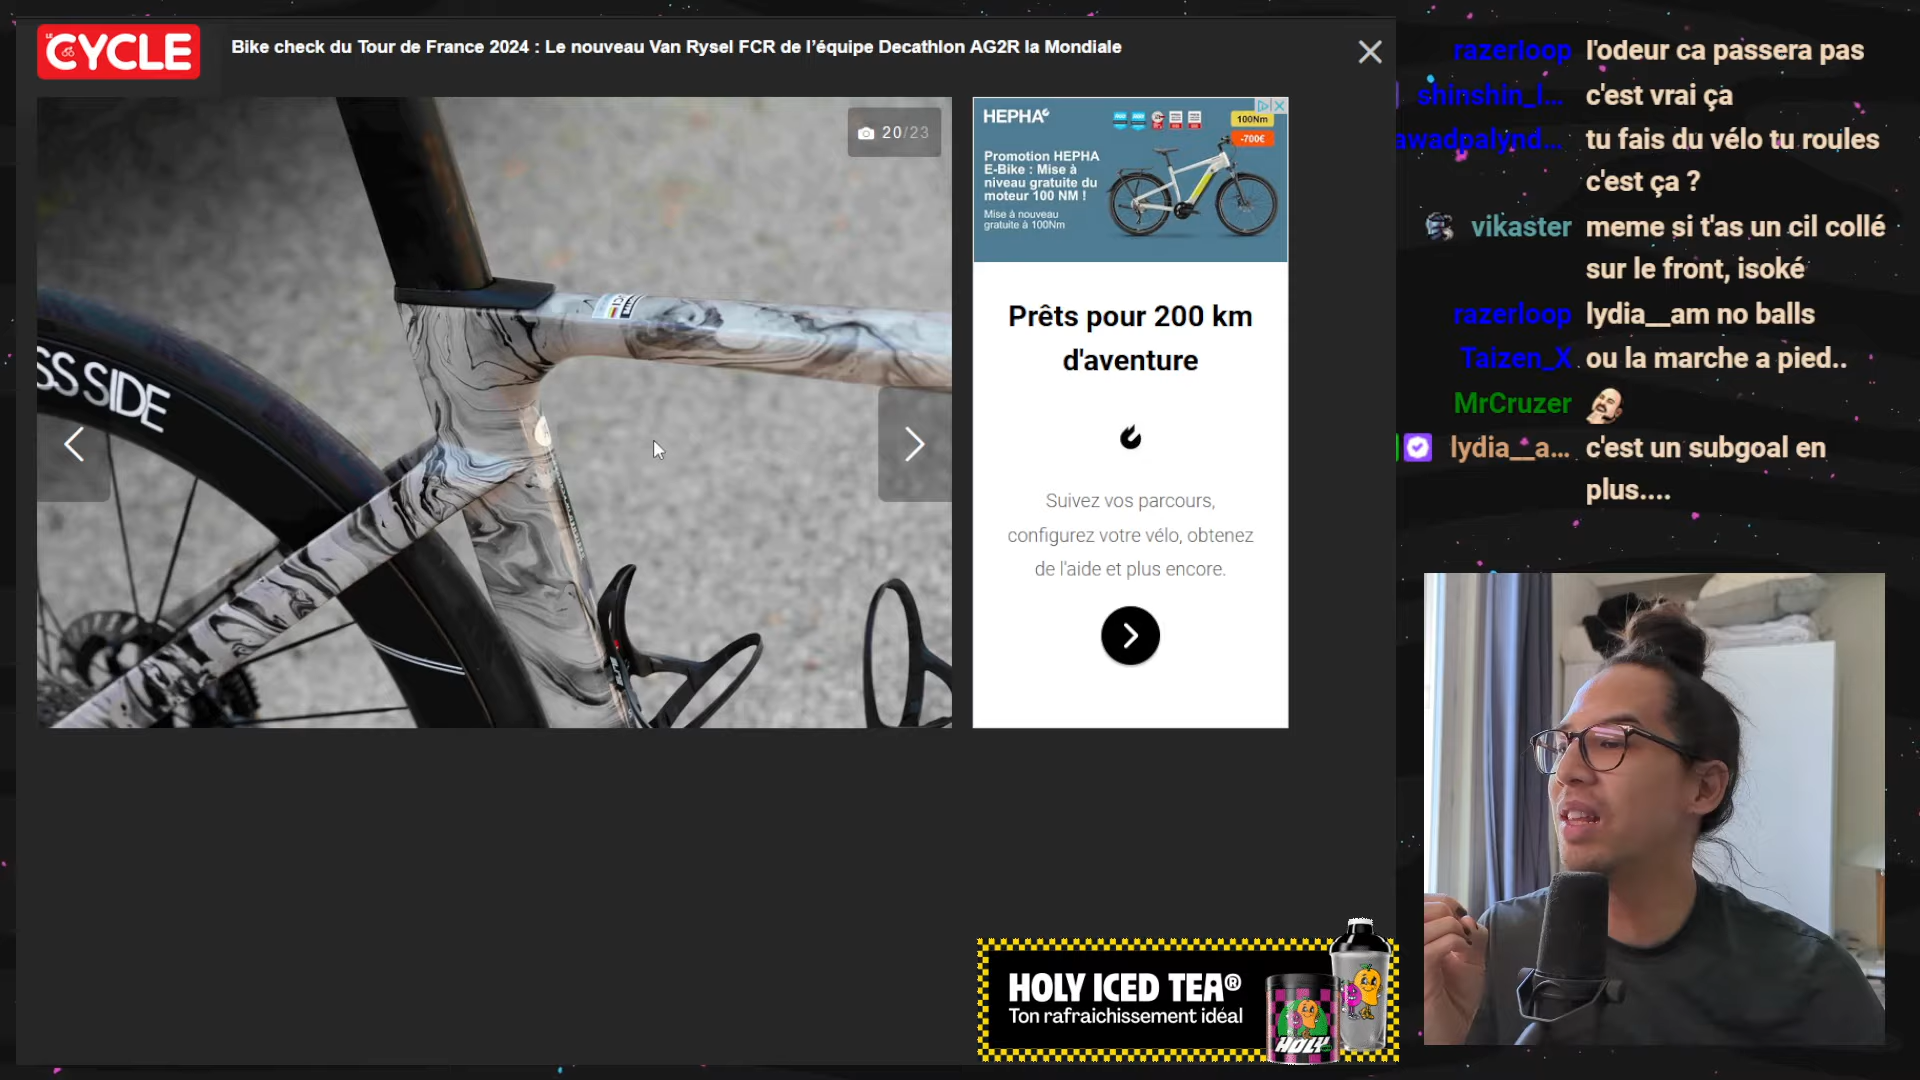 LE CYCLE
Bike check du Tour de France 2024 : Le nouveau Van Rysel FCR de l'équipe Decathlon AG2R la Mondiale
20/23
SS SIDE
HEPHA
100Nm
-700€
Promotion HEPHA
E-Bike : Mise à
niveau gratuite du
moteur 100 NM !
Mise à nouveau
gratuite à 100Nm
Prêts pour 200 km
d'aventure
Suivez vos parcours,
configurez votre vélo, obtenez
de l'aide et plus encore.
HOLY ICED TEA®
Ton rafraichissement idéal
HOLY
razerloop l'odeur ca passera pas
shinshin_l... c'est vrai ça
awadpalynd... tu fais du vélo tu roules
c'est ça ?
vikaster meme si t'as un cil collé
sur le front, isoké
razerloop lydia__am no balls
Taizen_X ou la marche a pied..
MrCruzer
lydia__a... c'est un subgoal en
plus....